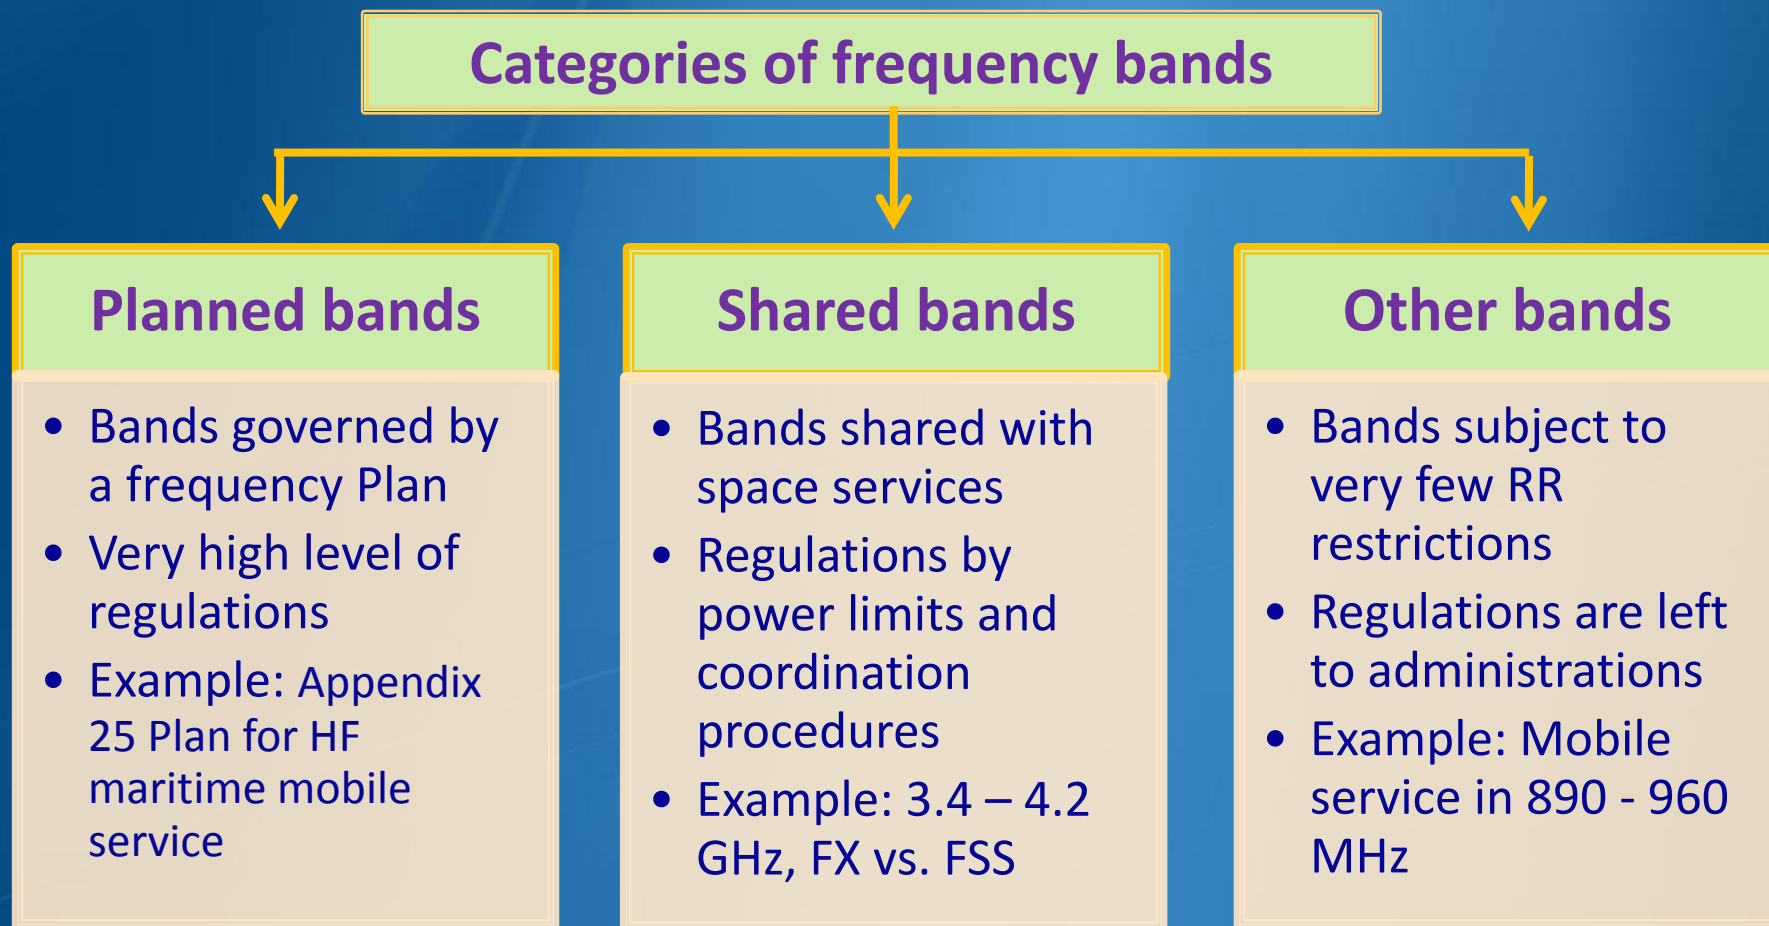 Categories of frequency bands
Planned bands
• Bands governed by
a frequency Plan
• Very high level of
regulations
• Example: Appendix
25 Plan for HF
maritime mobile
service
Shared bands
• Bands shared with
space services
• Regulations by
power limits and
coordination
procedures
• Example: 3.4 – 4.2
GHz, FX vs. FSS
Other bands
• Bands subject to
very few RR
restrictions
• Regulations are left
to administrations
• Example: Mobile
service in 890 - 960
MHz